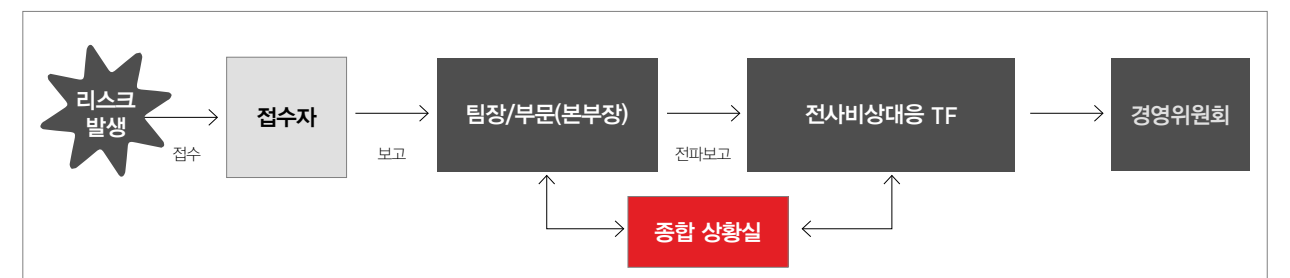 리스크
발생
접수
접수자
보고
팀장/부문(본부장)
전파보고
전사비상대응 TF
경영위원회
종합 상황실